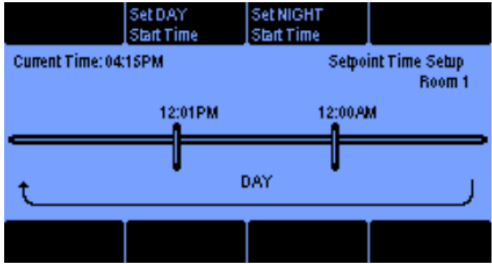 Set DAY
Start Time
Set NIGHT
Start Time
Current Time: 04:15PM
Setpoint Time Setup
Room 1
12:01PM
12:00AM
DAY